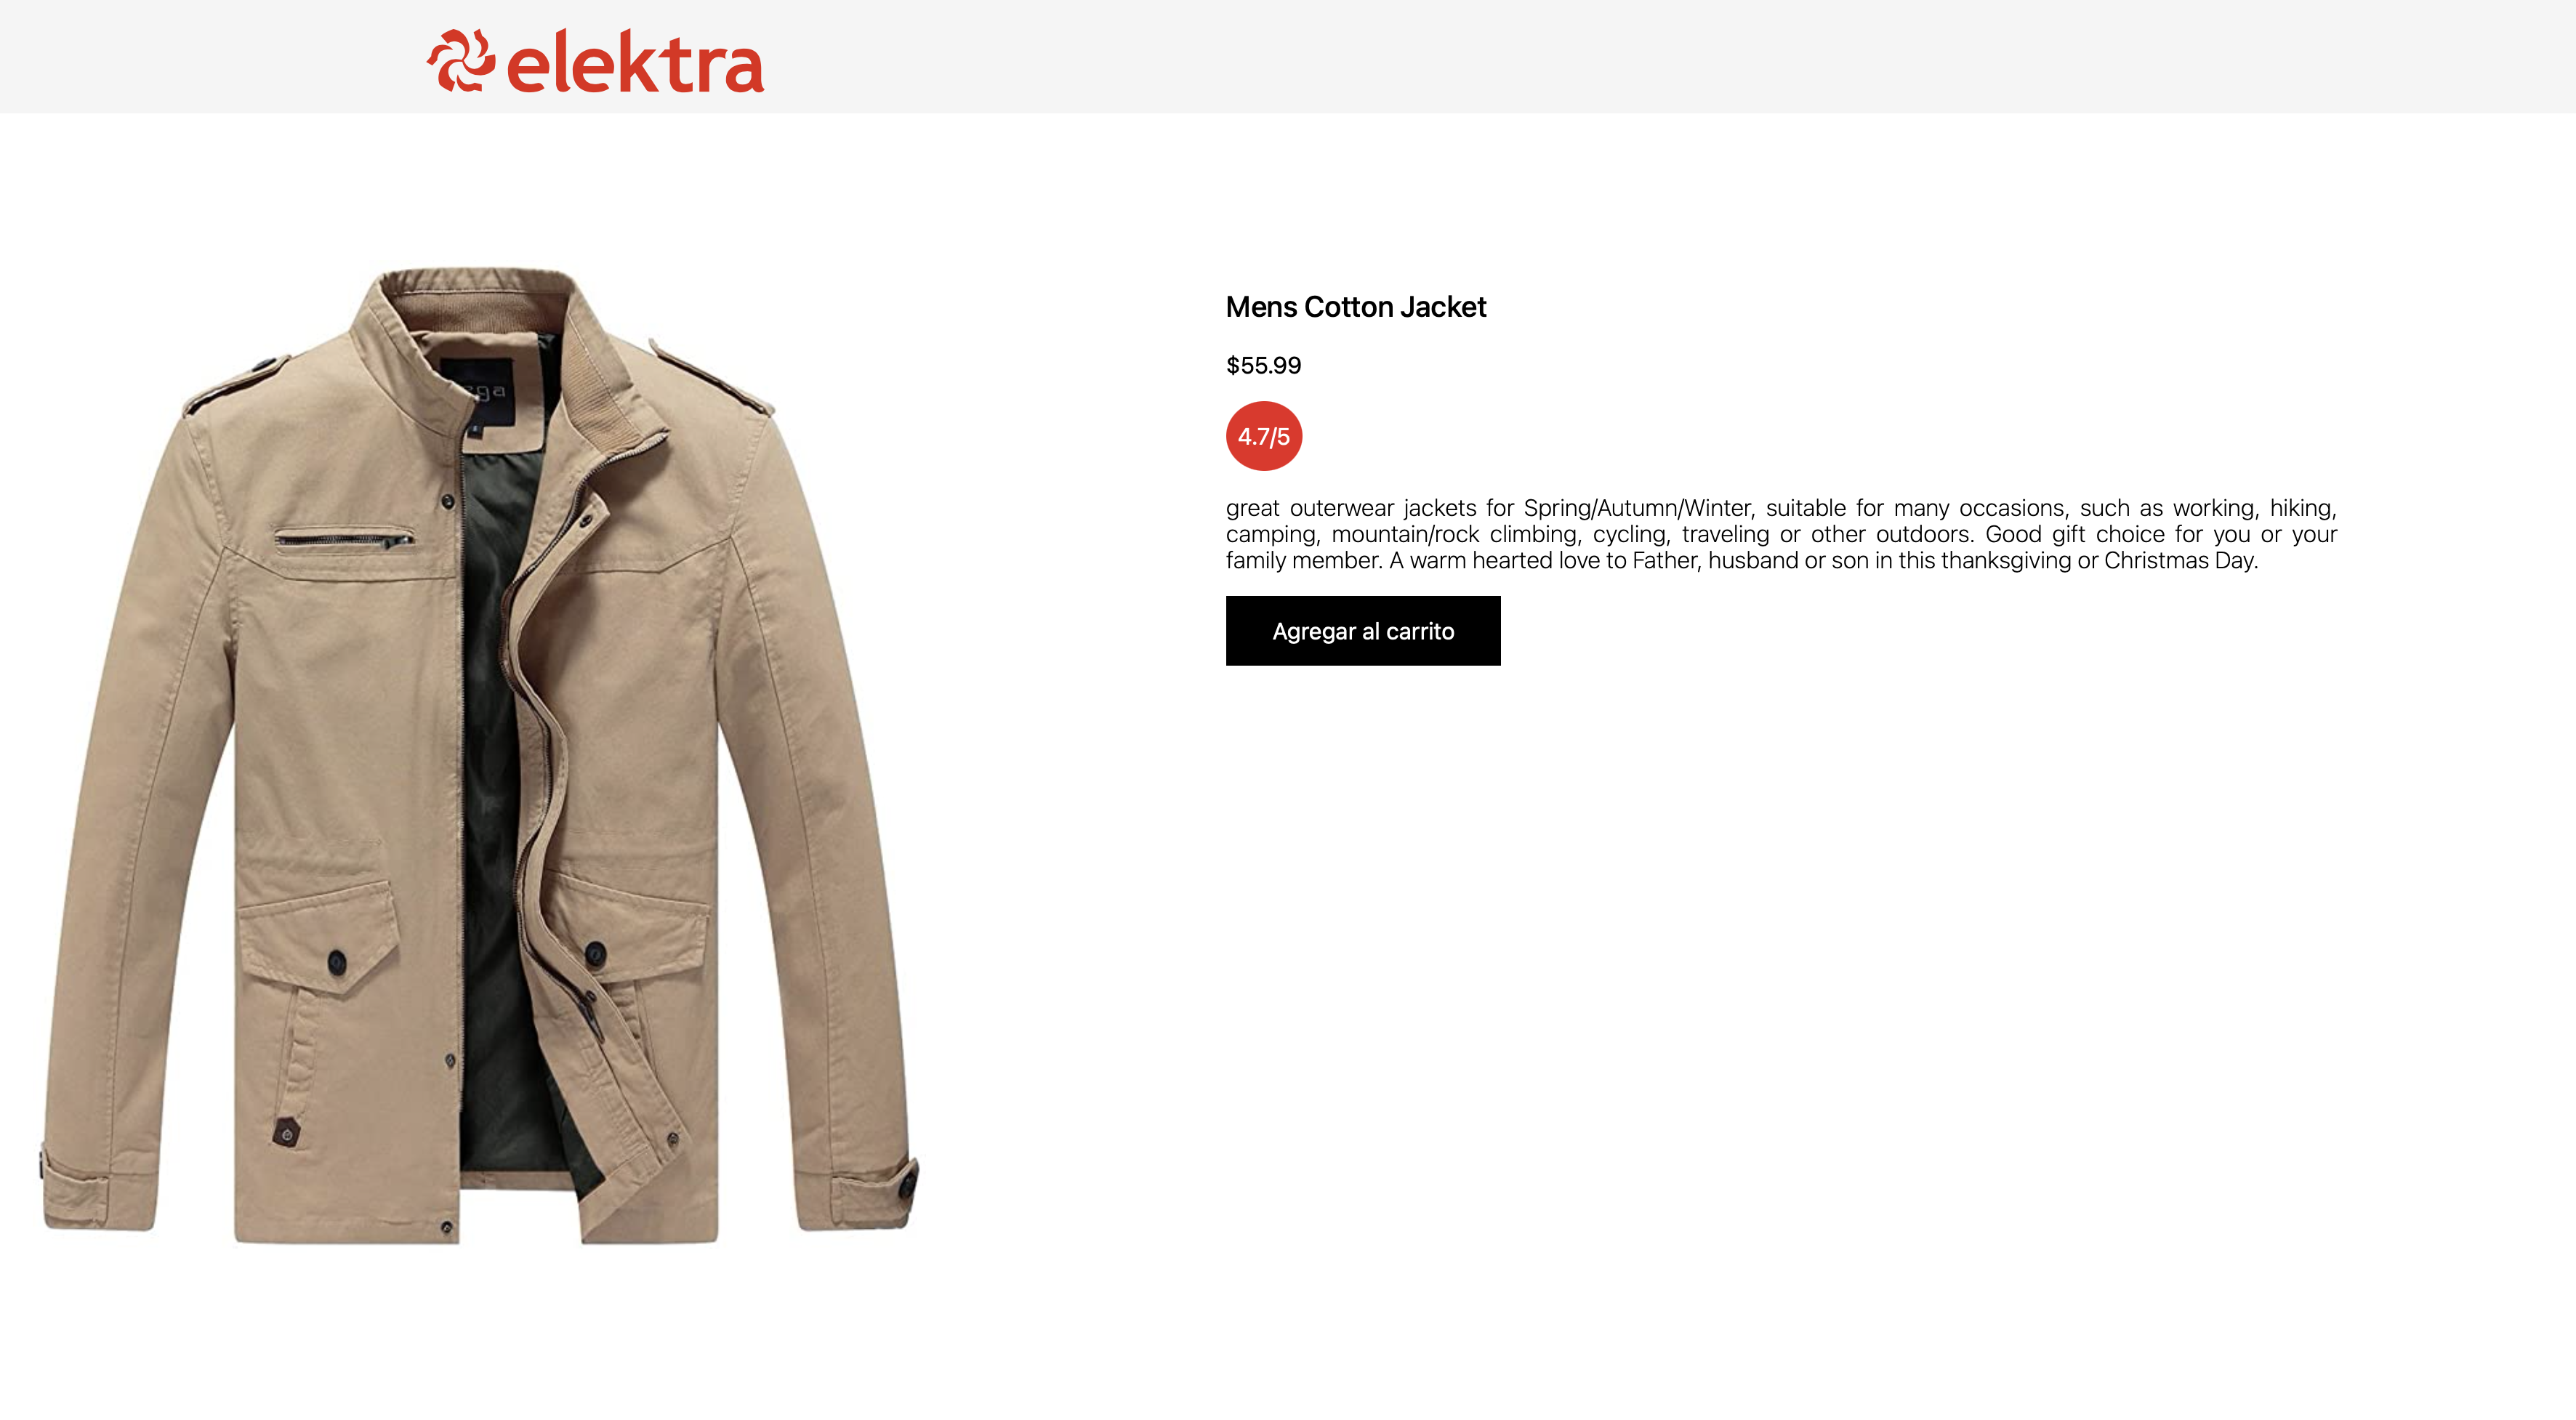 elektra
Mens Cotton Jacket
$55.99
4.7/5
great outerwear jackets for Spring/Autumn/Winter, suitable for many occasions, such as working, hiking,
camping, mountain/rock climbing, cycling, traveling or other outdoors. Good gift choice for you or your
family member. A warm hearted love to Father, husband or son in this thanksgiving or Christmas Day.
Agregar al carrito